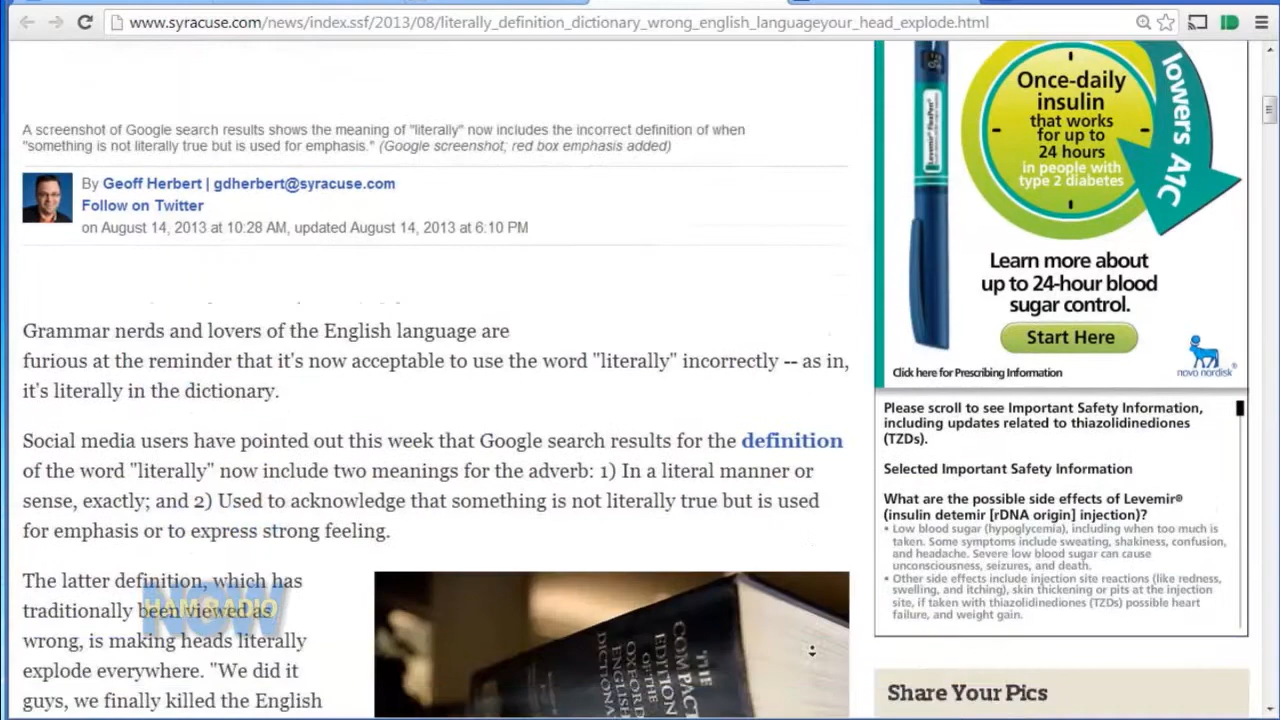 www.syracuse.com/news/index.ssf/2013/08/literally_definition_dictionary_wrong_english_languageyour_head_explode.html
A screenshot of Google search results shows the meaning of "literally" now includes the incorrect definition of when
"something is not literally true but is used for emphasis." (Google screenshot; red box emphasis added)
By Geoff Herbert | gdherbert@syracuse.com
Follow on Twitter
on August 14, 2013 at 10:28 AM, updated August 14, 2013 at 6:10 PM
Grammar nerds and lovers of the English language are
furious at the reminder that it's now acceptable to use the word "literally" incorrectly -- as in,
it's literally in the dictionary.
Social media users have pointed out this week that Google search results for the definition
of the word "literally" now include two meanings for the adverb: 1) In a literal manner or
sense, exactly; and 2) Used to acknowledge that something is not literally true but is used
for emphasis or to express strong feeling.
The latter definition, which has
traditionally been viewed as
wrong, is making heads literally
explode everywhere. "We did it
guys, we finally killed the English
HAM RADIO
NOW
THE
COMPACT
EDITION
OF THE
OXFORD
ENGLISH
DICTIONA
Levemir FlexPen
Once-daily
insulin
that works
for up to
24 hours
in people with
type 2 diabetes
lowers A1C
Learn more about
up to 24-hour blood
sugar control.
Start Here
Click here for Prescribing Information
novo nordisk®
Please scroll to see Important Safety Information,
including updates related to thiazolidinediones
(TZDs).
Selected Important Safety Information
What are the possible side effects of Levemir®
(insulin detemir [rDNA origin] injection)?
• Low blood sugar (hypoglycemia), including when too much is
taken. Some symptoms include sweating, shakiness, confusion,
and headache. Severe low blood sugar can cause
unconsciousness, seizures, and death.
• Other side effects include injection site reactions (like redness,
swelling, and itching), skin thickening or pits at the injection
site, if taken with thiazolidinediones (TZDs) possible heart
failure, and weight gain.
Share Your Pics